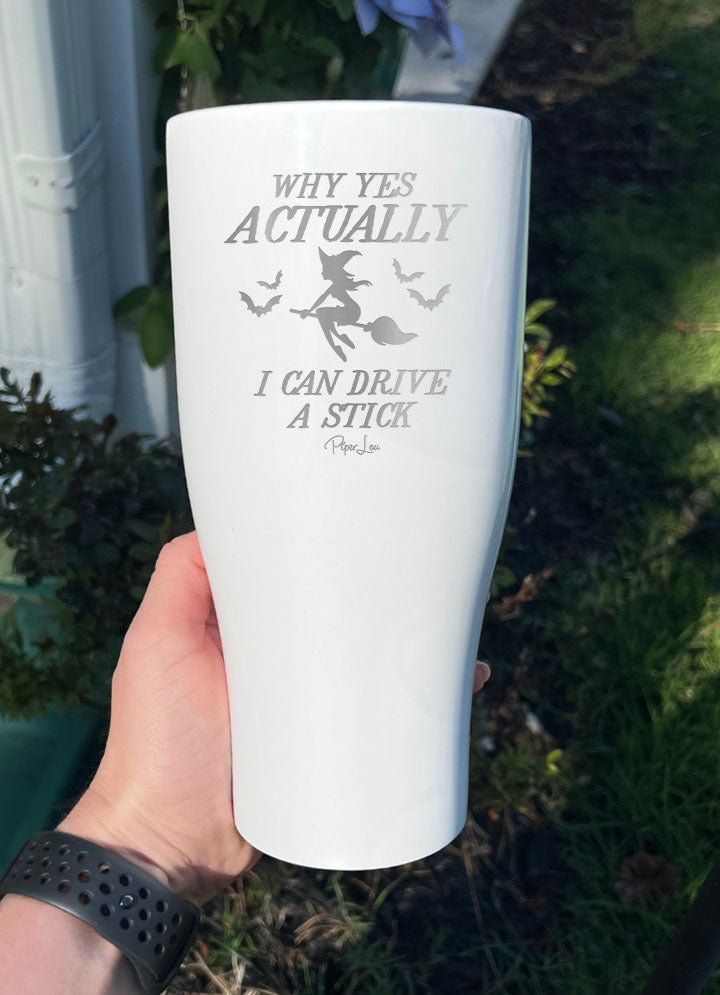 WHY YES
ACTUALLY
I CAN DRIVE
A STICK
Piper Lou